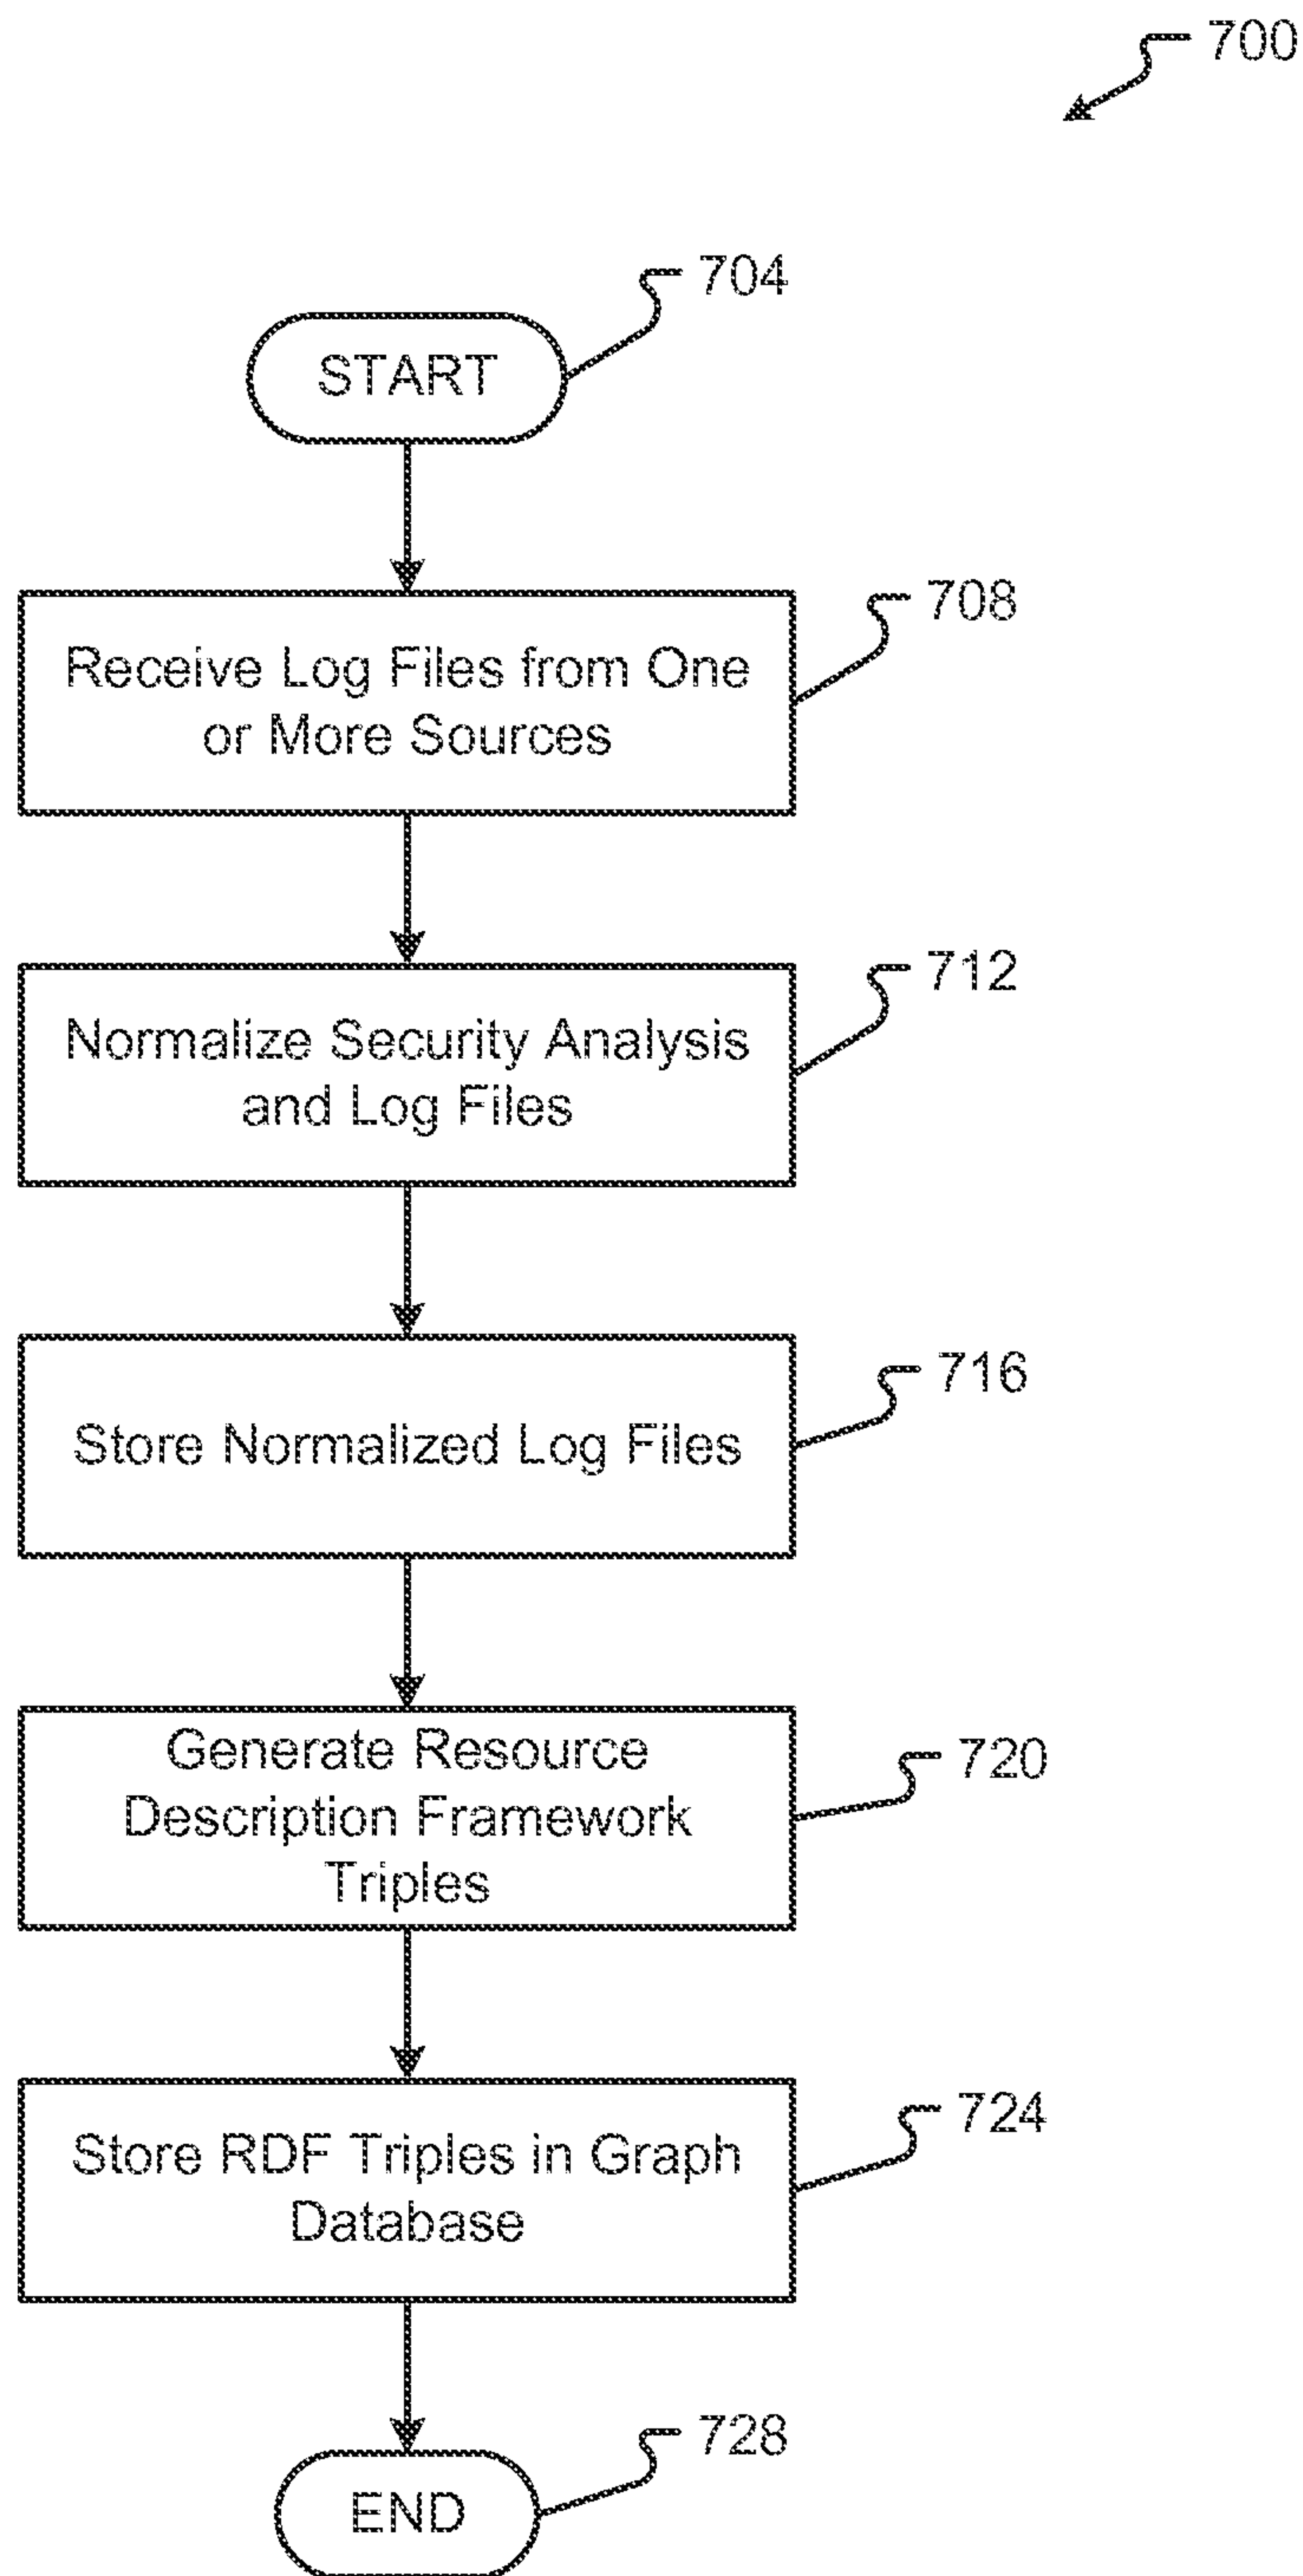 700
704
START
708
Receive Log Files from One
or More Sources
712
Normalize Security Analysis
and Log Files
716
Store Normalized Log Files
720
Generate Resource
Description Framework
Triples
724
Store RDF Triples in Graph
Database
728
END